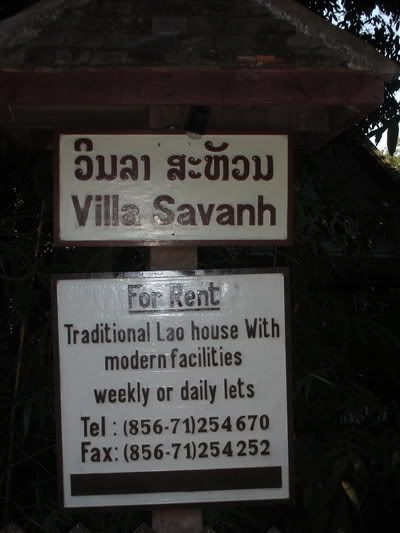 ວິມລາ ສະຫັວນ
Villa Savanh
For Rent
Traditional Lao house With
modern facilities
weekly or daily lets
Tel : (856-71)254670
Fax: (856-71)254252